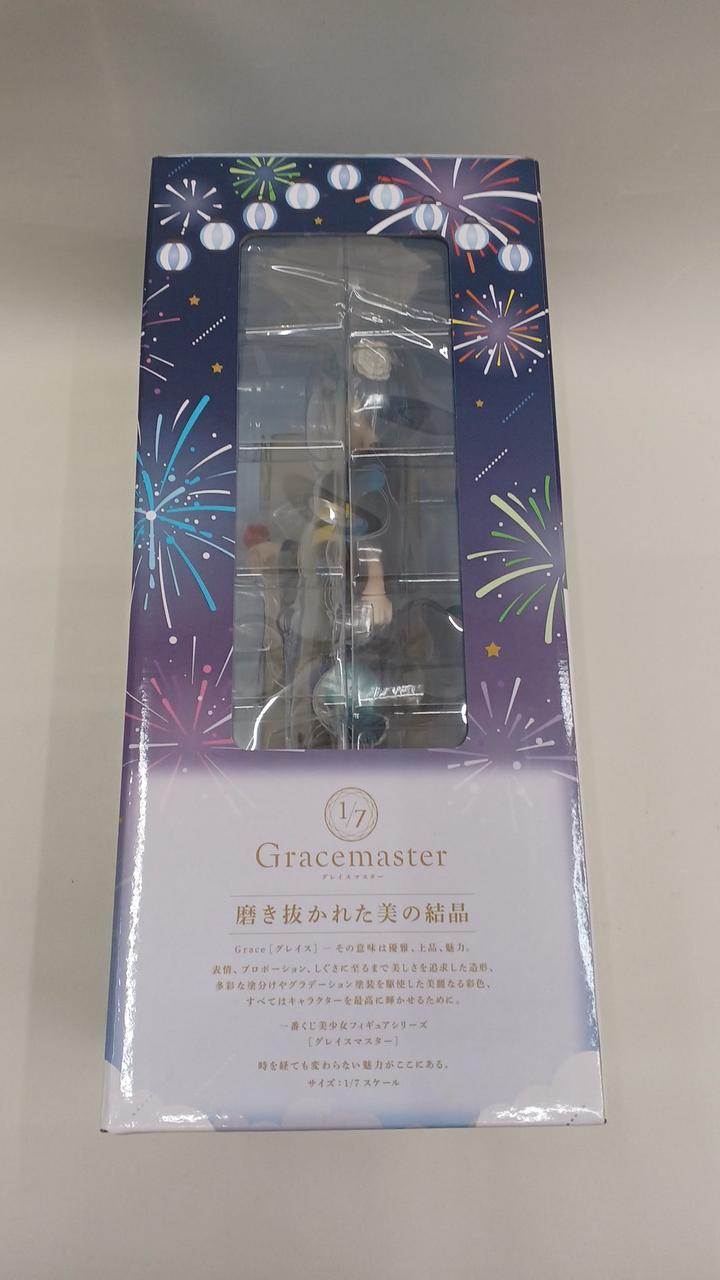 1/7
Gracemaster
グレイスマスター
磨き抜かれた美の結晶
Grace［グレイス］― その意味は優雅、上品、魅力。
表情、プロポーション、しぐさに至るまで美しさを追求した造形、
多彩な塗分けやグラデーション塗装を駆使した美麗なる彩色、
すべてはキャラクターを最高に輝かせるために。
一番くじ美少女フィギュアシリーズ
［グレイスマスター］
時を経ても変わらない魅力がここにある。
サイズ：1/7 スケール